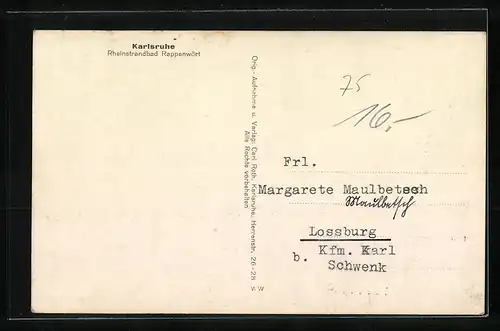 Karlsruhe
Rheinstrandbad Rappenwört
Orig.-Aufnahme u. Verlag: Carl Roth, Karlsruhe, Herrenstr. 26-28
Alle Rechte vorbehalten
W
75
16,-
Frl.
Margarete Maulbetsch
Maulbetsch
Lossburg
b. Kfm. Karl
Schwenk